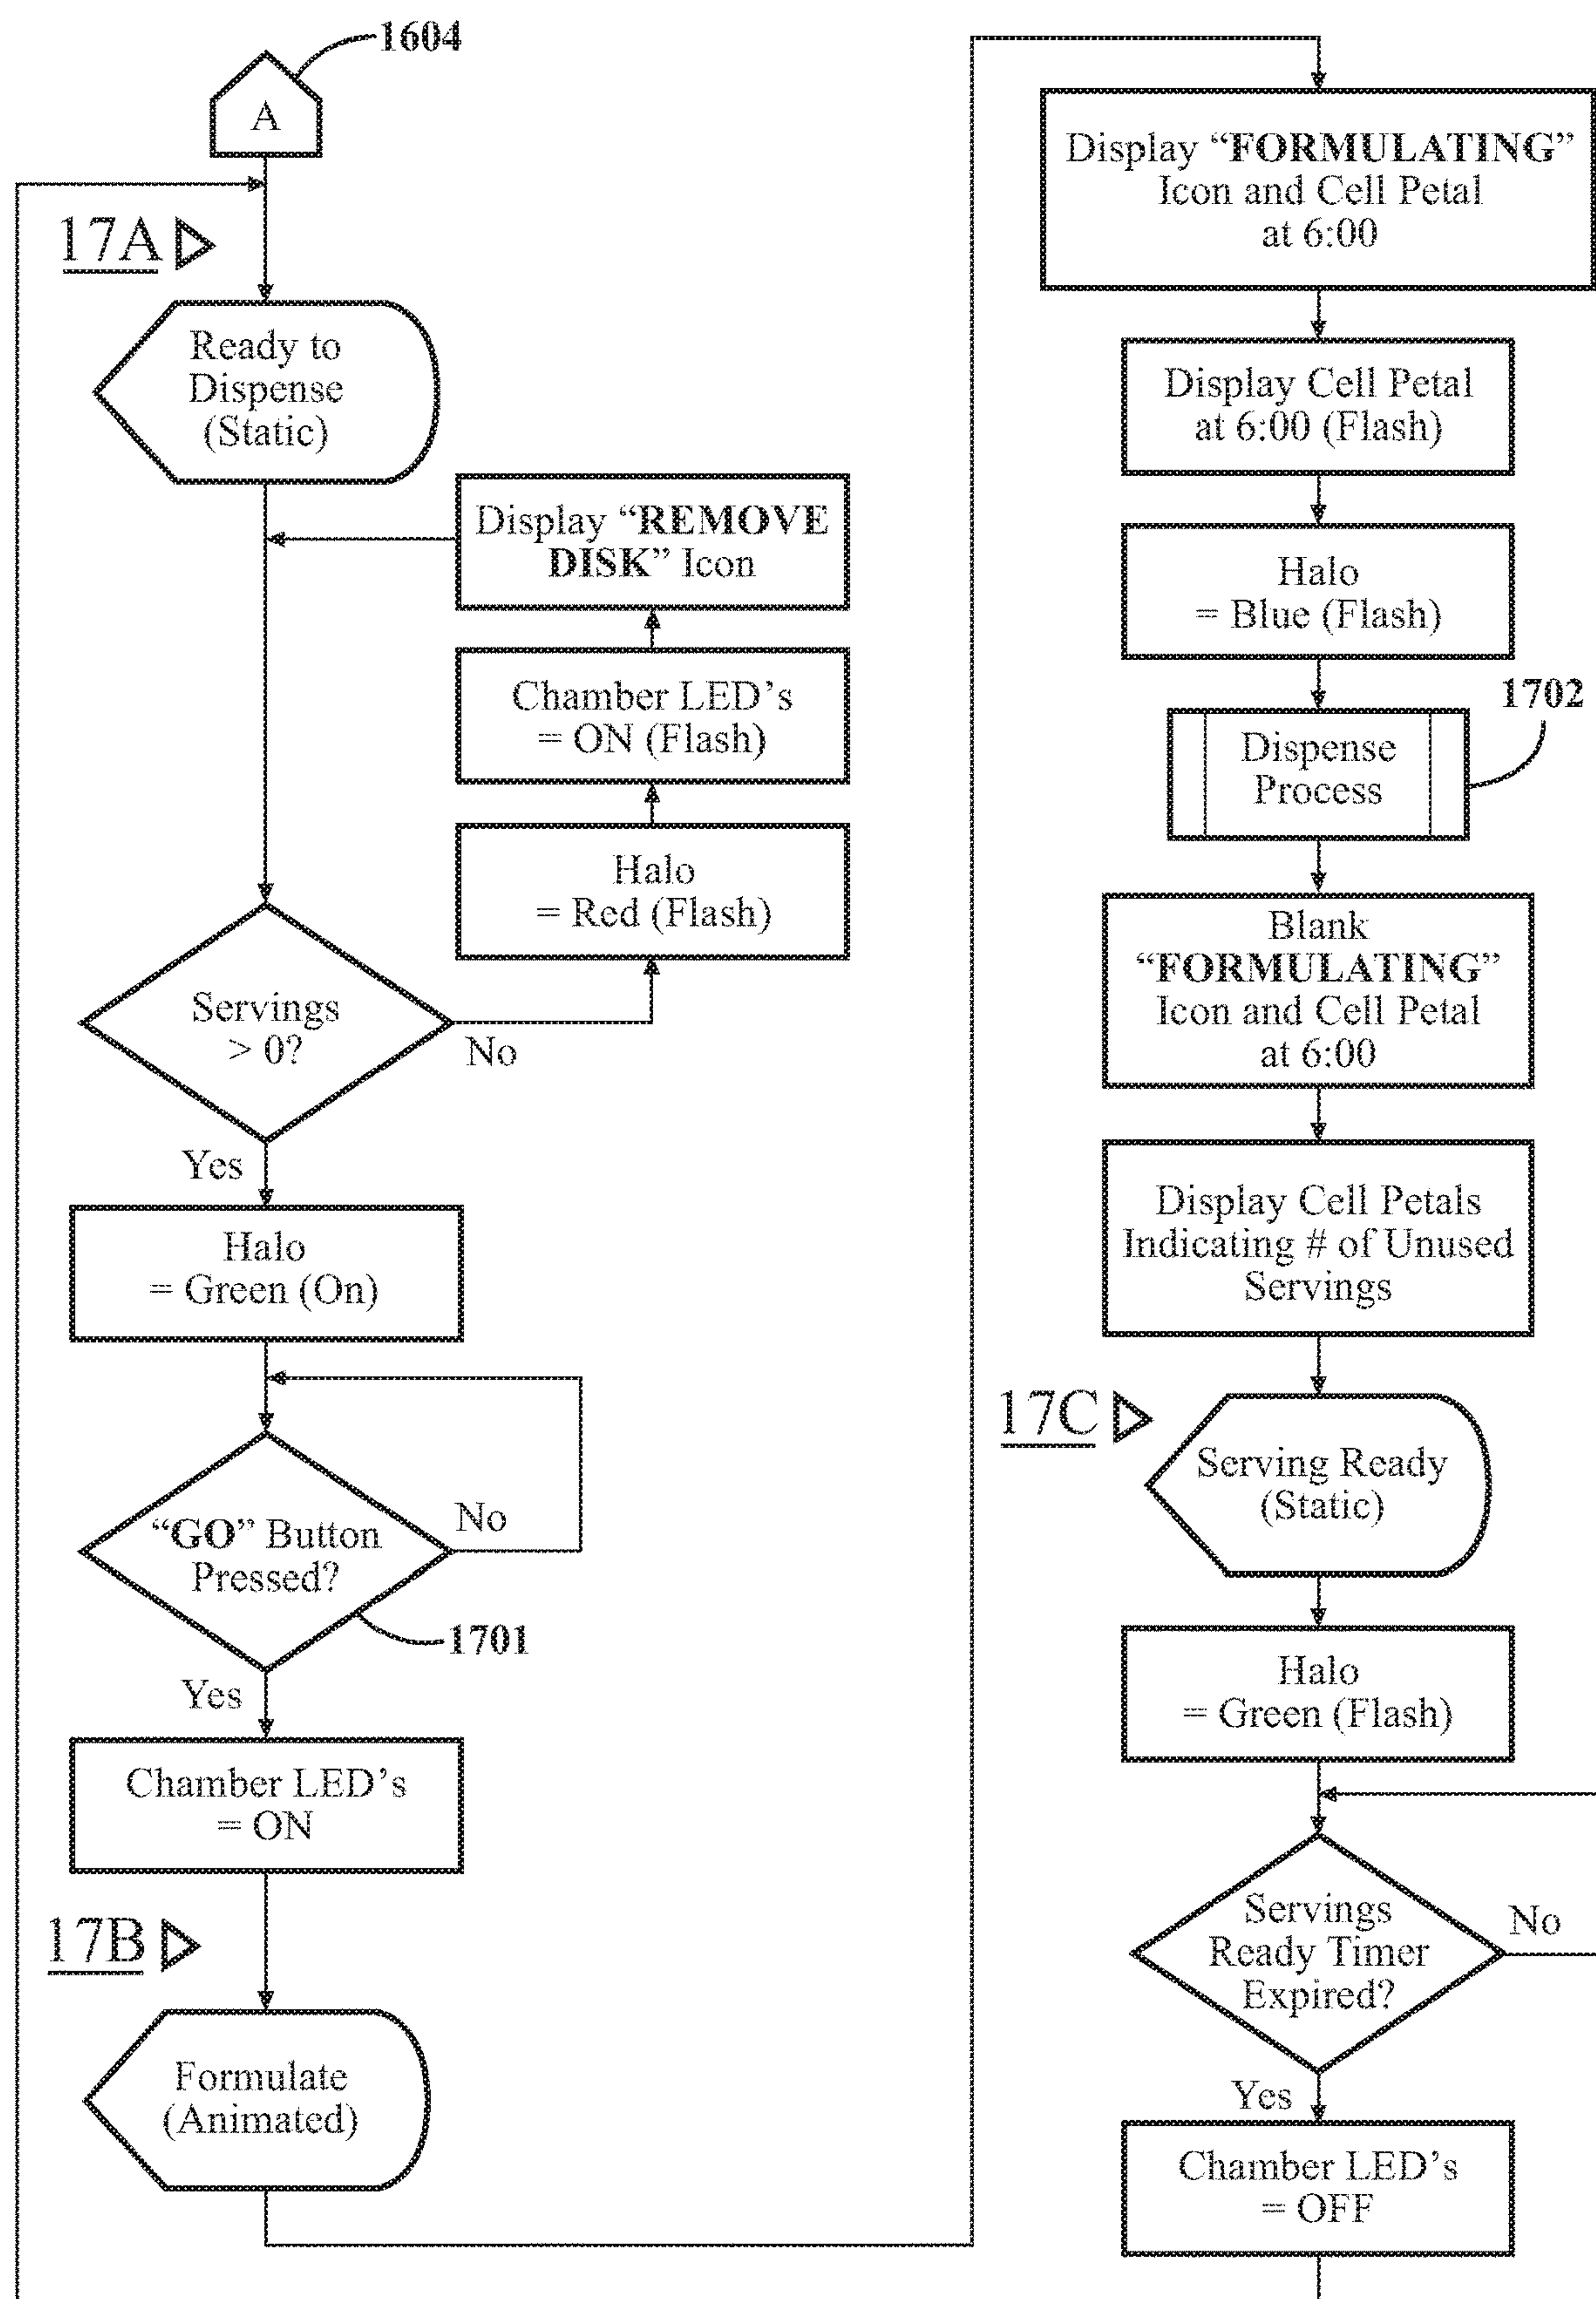 1604
A
17A
Ready to
Dispense
(Static)
Display “REMOVE
DISK” Icon
Chamber LED’s
= ON (Flash)
Halo
= Red (Flash)
Servings
> 0?
No
Yes
Halo
= Green (On)
“GO” Button
Pressed?
No
1701
Yes
Chamber LED’s
= ON
17B
Formulate
(Animated)
Display “FORMULATING”
Icon and Cell Petal
at 6:00
Display Cell Petal
at 6:00 (Flash)
Halo
= Blue (Flash)
1702
Dispense
Process
Blank
“FORMULATING”
Icon and Cell Petal
at 6:00
Display Cell Petals
Indicating # of Unused
Servings
17C
Serving Ready
(Static)
Halo
= Green (Flash)
Servings
Ready Timer
Expired?
No
Yes
Chamber LED’s
= OFF